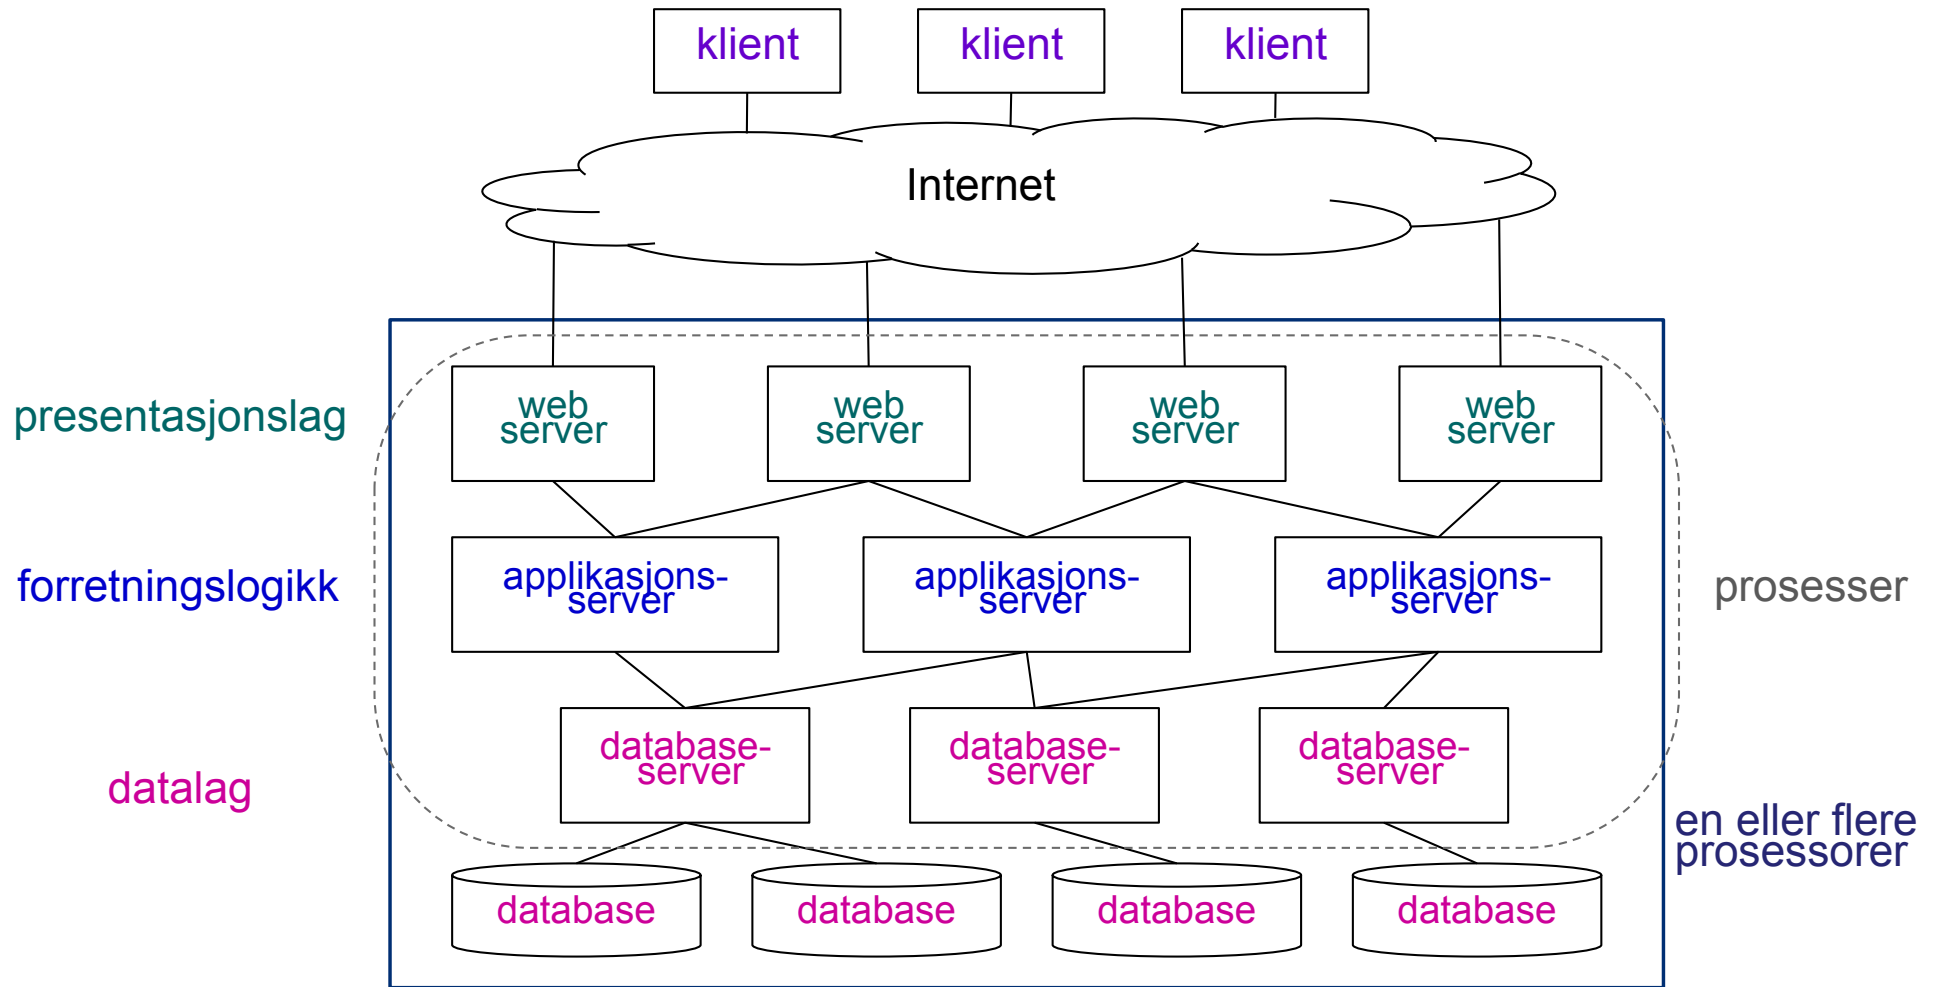 klient
klient
klient
Internet
presentasjonslag
web
server
web
server
web
server
web
server
forretningslogikk
applikasjons-
server
applikasjons-
server
applikasjons-
server
prosesser
datalag
database-
server
database-
server
database-
server
en eller flere
prosessorer
database
database
database
database